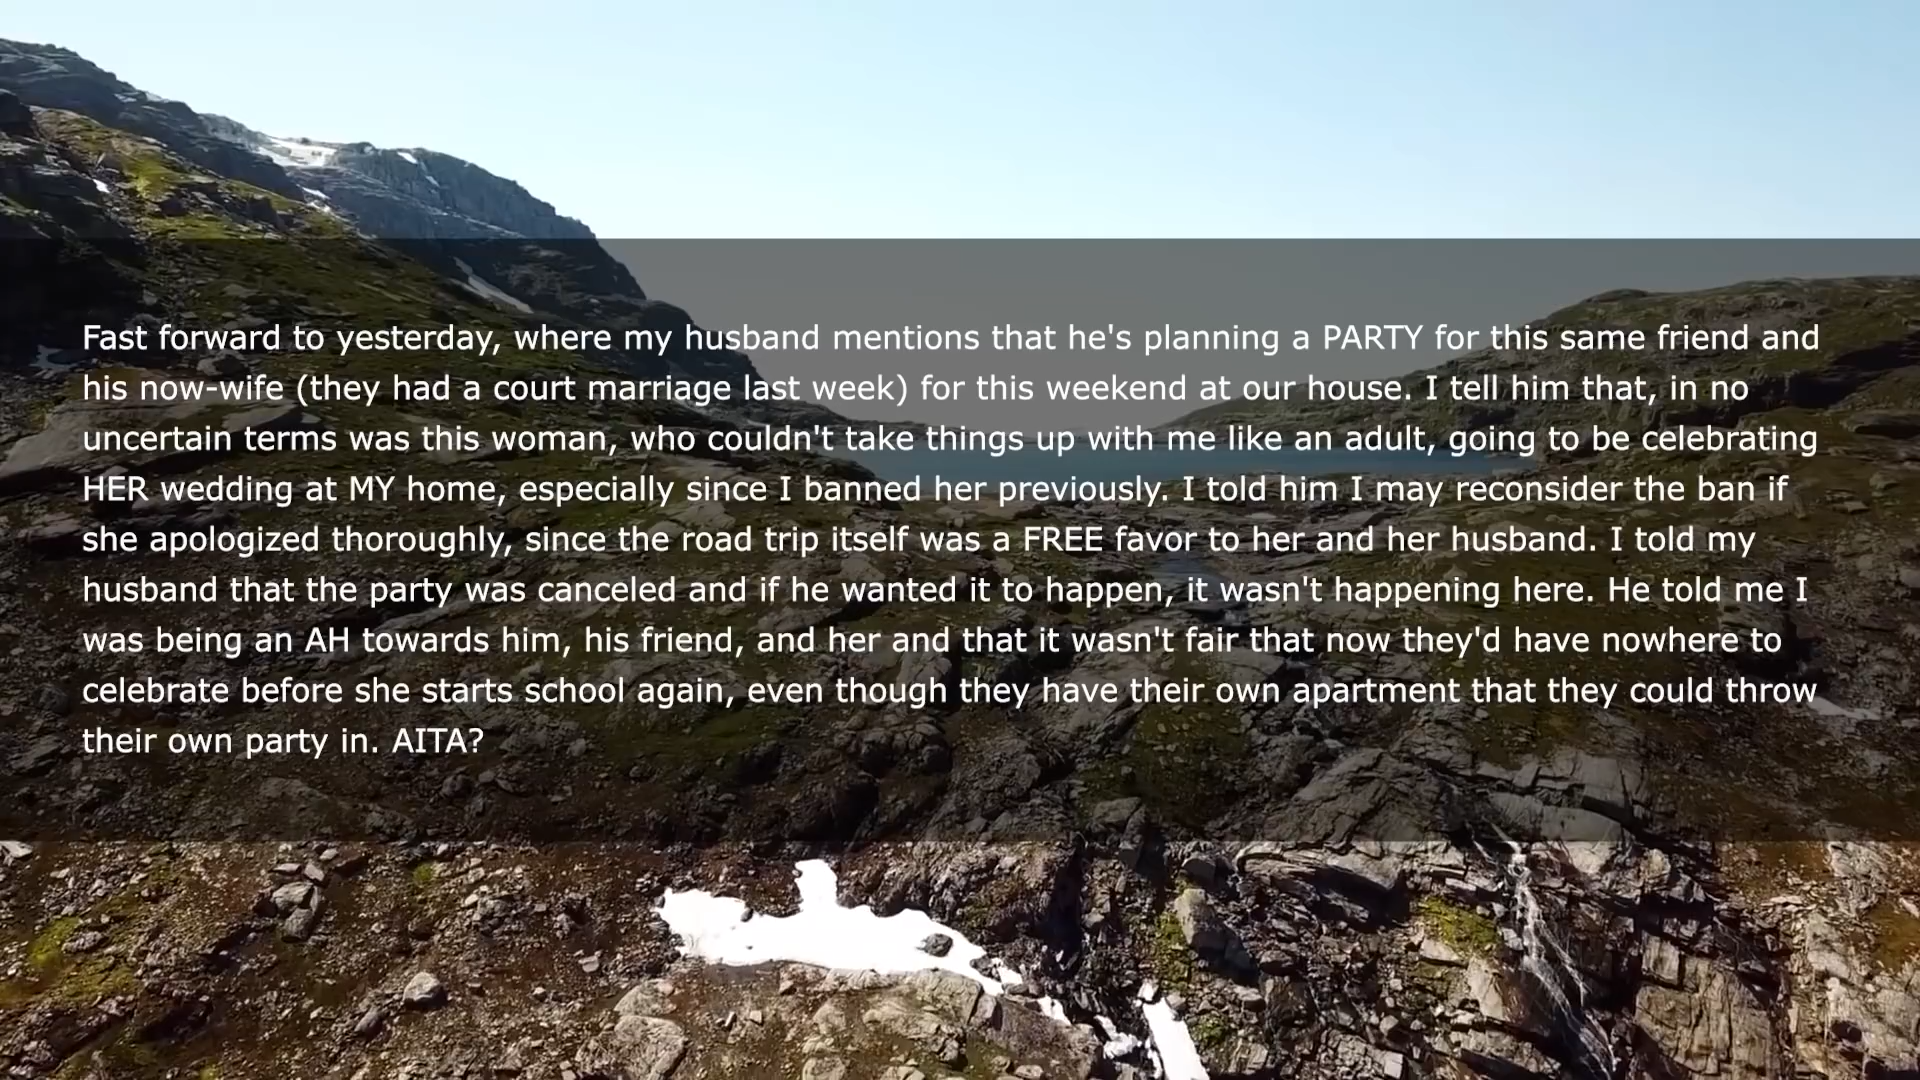 Fast forward to yesterday, where my husband mentions that he's planning a PARTY for this same friend and
his now-wife (they had a court marriage last week) for this weekend at our house. I tell him that, in no
uncertain terms was this woman, who couldn't take things up with me like an adult, going to be celebrating
HER wedding at MY home, especially since I banned her previously. I told him I may reconsider the ban if
she apologized thoroughly, since the road trip itself was a FREE favor to her and her husband. I told my
husband that the party was canceled and if he wanted it to happen, it wasn't happening here. He told me I
was being an AH towards him, his friend, and her and that it wasn't fair that now they'd have nowhere to
celebrate before she starts school again, even though they have their own apartment that they could throw
their own party in. AITA?